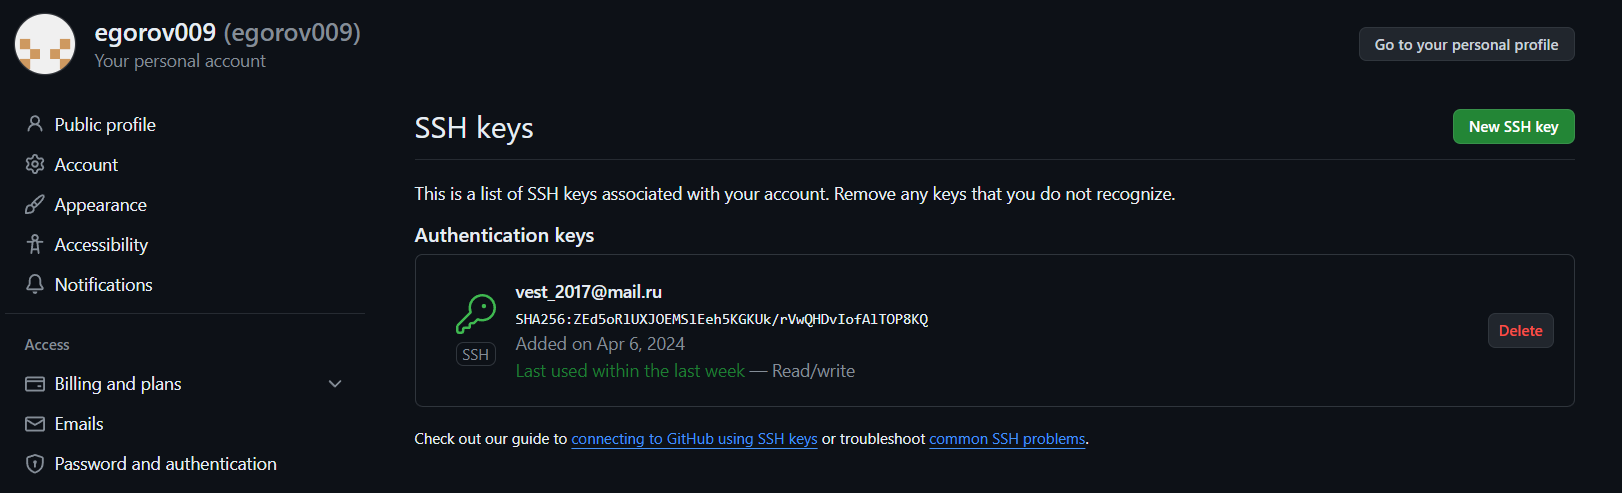 egorov009 (egorov009)
Your personal account
Go to your personal profile
Public profile
Account
Appearance
Accessibility
Notifications
Access
Billing and plans
Emails
Password and authentication
SSH keys
New SSH key
This is a list of SSH keys associated with your account. Remove any keys that you do not recognize.
Authentication keys
vest_2017@mail.ru
SHA256:ZEd5oRlUXJOEMSlEeh5KGKUk/rVwQHDvIofAlTOP8KQ
SSH
Added on Apr 6, 2024
Last used within the last week — Read/write
Delete
Check out our guide to connecting to GitHub using SSH keys or troubleshoot common SSH problems.